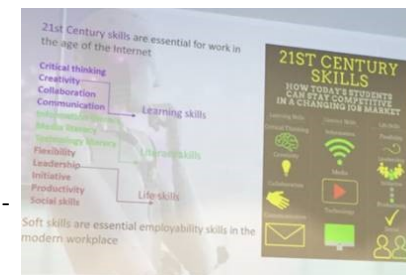 21st Century skills are essential for work in
the age of the Internet
Critical thinking
Creativity
Collaboration
Communication
Learning skills
Information literacy
Media literacy
Technology literacy
Literacy skills
Flexibility
Leadership
Initiative
Productivity
Social skills
Life skills
Soft skills are essential employability skills in the
modern workplace
21ST CENTURY
SKILLS
HOW TODAY'S STUDENTS
CAN STAY COMPETITIVE
IN A CHANGING JOB MARKET
Learning Skills
Literacy Skills
Life Skills
Critical Thinking
Information
Creativity
Media
Collaboration
Technology
Communication